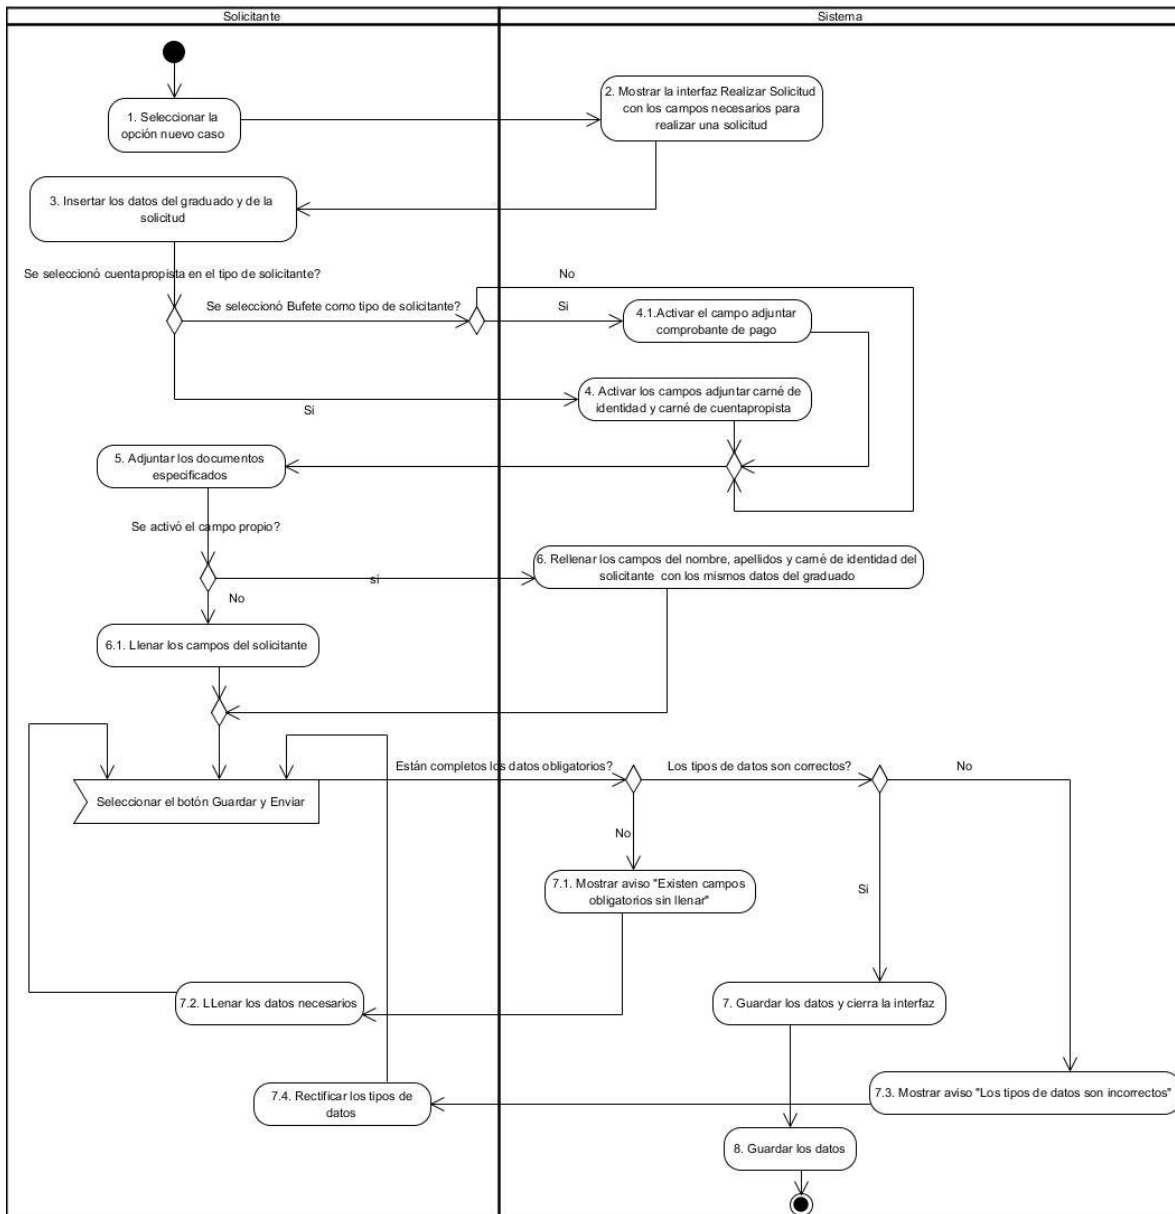 Solicitante
Sistema
1. Seleccionar la
opción nuevo caso
2. Mostrar la interfaz Realizar Solicitud
con los campos necesarios para
realizar una solicitud
3. Insertar los datos del graduado y de la
solicitud
Se seleccionó cuentapropista en el tipo de solicitante?
No
Se seleccionó Bufete como tipo de solicitante?
Si
4.1.Activar el campo adjuntar
comprobante de pago
4. Activar los campos adjuntar carné de
identidad y carné de cuentapropista
Si
5. Adjuntar los documentos
especificados
Se activó el campo propio?
6. Rellenar los campos del nombre, apellidos y carné de identidad del
solicitante con los mismos datos del graduado
si
No
6.1. Llenar los campos del solicitante
Están completos los datos obligatorios?
Los tipos de datos son correctos?
No
Seleccionar el botón Guardar y Enviar
No
7.1. Mostrar aviso "Existen campos
obligatorios sin llenar"
Si
7.2. LLenar los datos necesarios
7. Guardar los datos y cierra la interfaz
7.4. Rectificar los tipos de
datos
7.3. Mostrar aviso "Los tipos de datos son incorrectos"
8. Guardar los datos